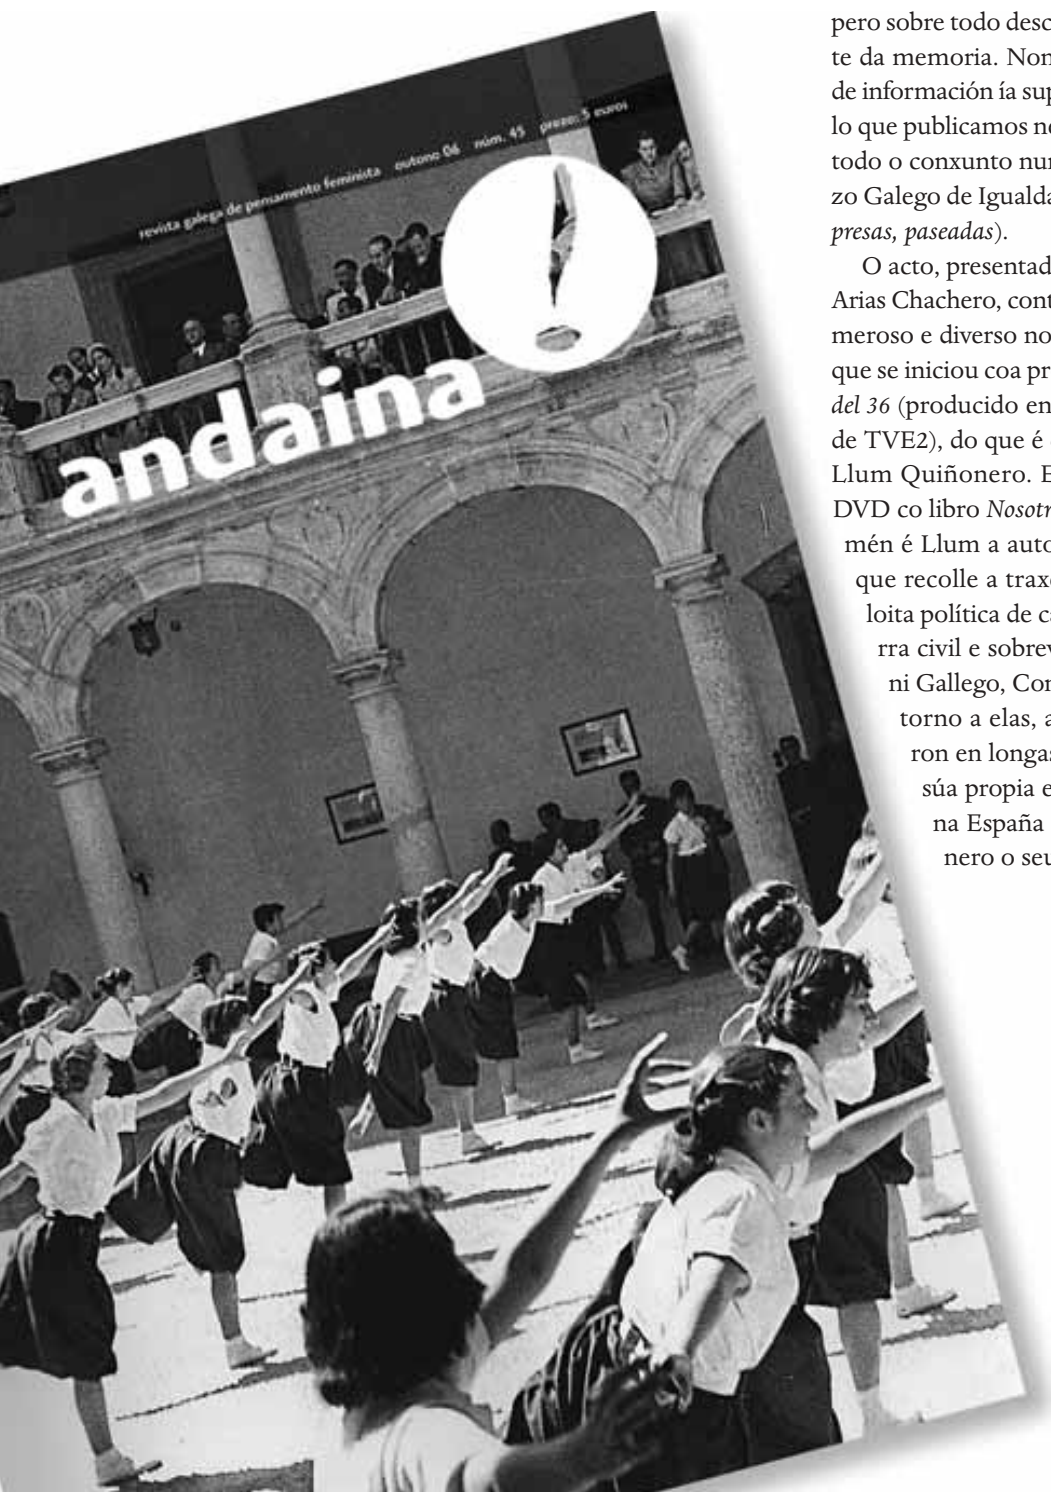 revista galega de pensamento feminista outono 06 núm. 45 prezo: 5 euros
andaina
pero sobre todo desc
te da memoria. Non
de información ía sup
lo que publicamos ne
todo o conxunto nur
zo Galego de Igualda
presas, paseadas).
O acto, presentad
Arias Chachero, cont
meroso e diverso no
que se iniciou coa pr
del 36 (producido en
de TVE2), do que é
Llum Quiñonero. E
DVD co libro Nosotr
mén é Llum a auto
que recolle a trax
loita política de ca
rra civil e sobrev
ni Gallego, Con
torno a elas, a
ron en longas
súa propia e
na España
nero o seu